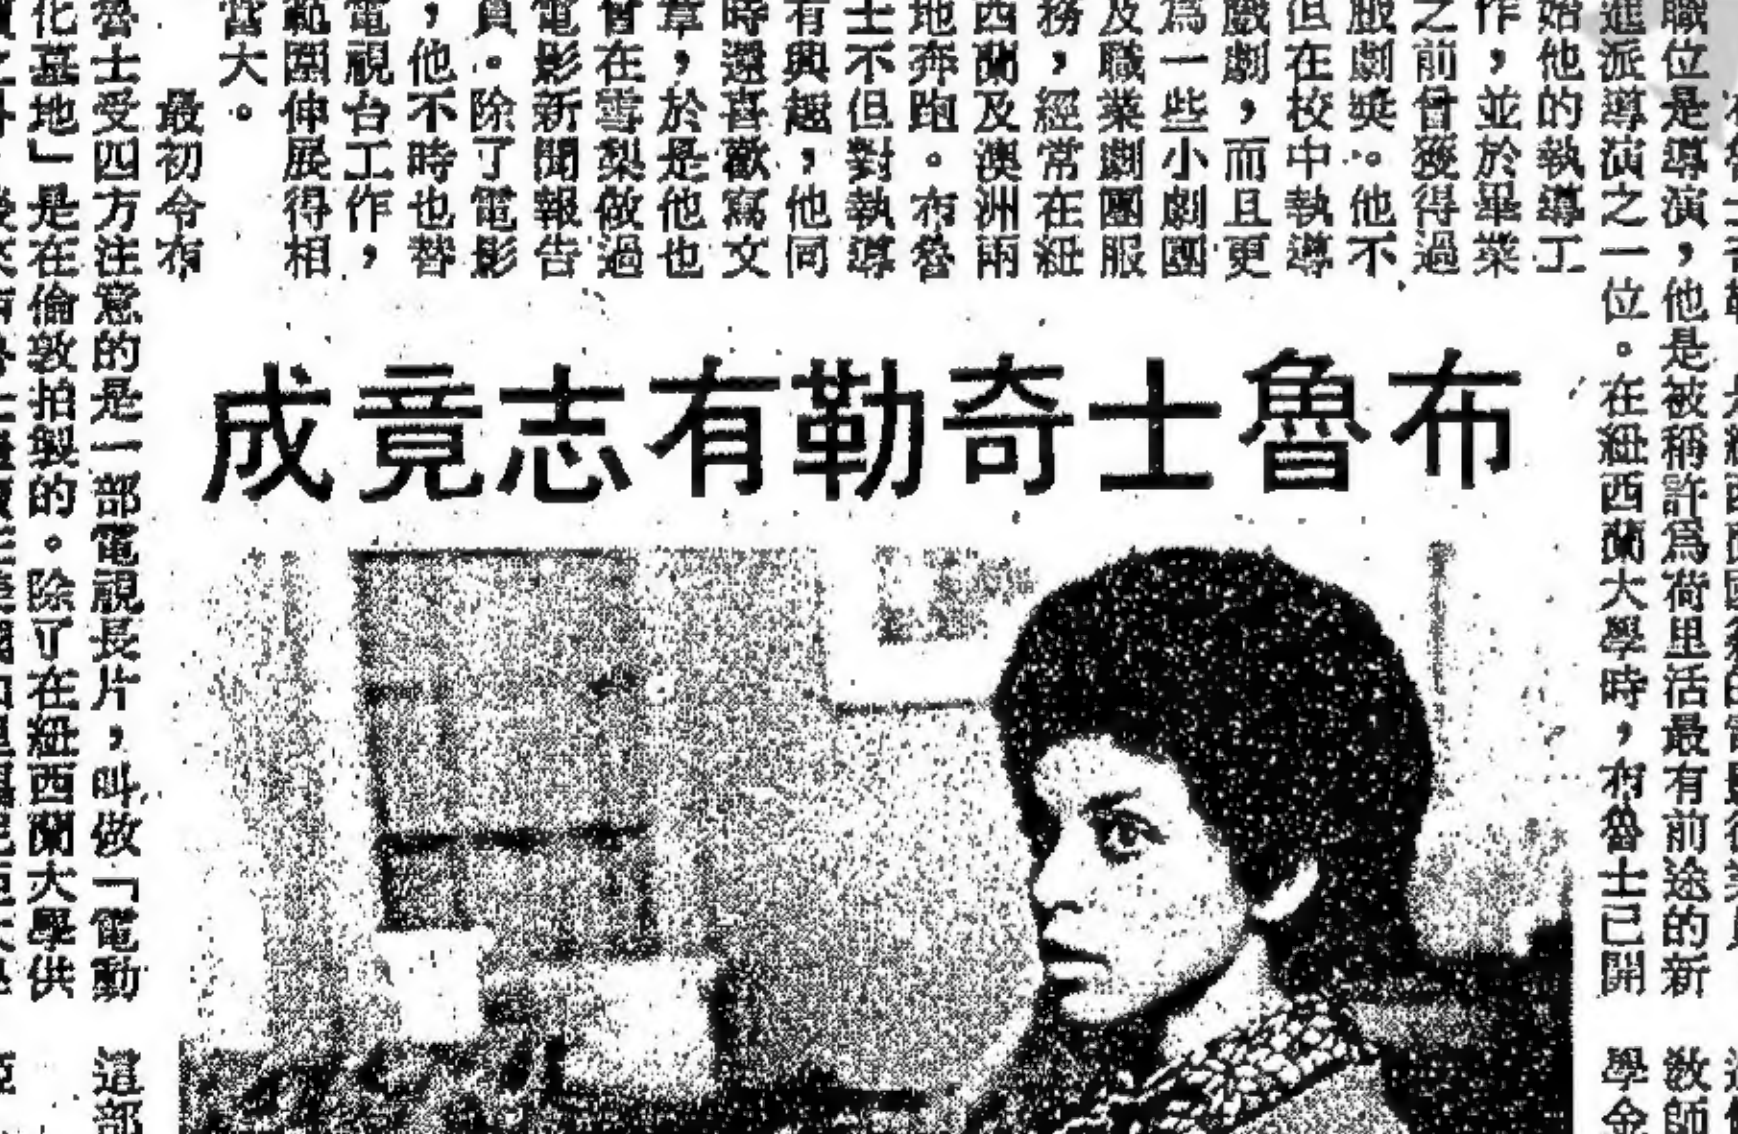 布魯士奇勒有志竟成
職位是導演，他是被稱許為荷里活最有前途的新
進派導演之一位。在紐西蘭大學時，布魯士已開
始他的執導工
作，並於畢業
之前曾獲得過
戲劇獎。他不
但在校中執導
戲劇，而且更
為一些小劇團
及職業劇團服
務，經常在紐
西蘭及澳洲兩
地奔跑。布魯
士不但對執導
有興趣，他同
時還喜歡寫文
章，於是他也
曾在雪梨做過
電影新聞報告
員。除了電影
，他不時也替
電視台工作，
範圍伸展得相
當大。
最初令布
魯士受四方注意的是一部電視長片，叫做「電動
化墓地」是在倫敦拍製的。除了在紐西蘭大學供
教師
學金
這部